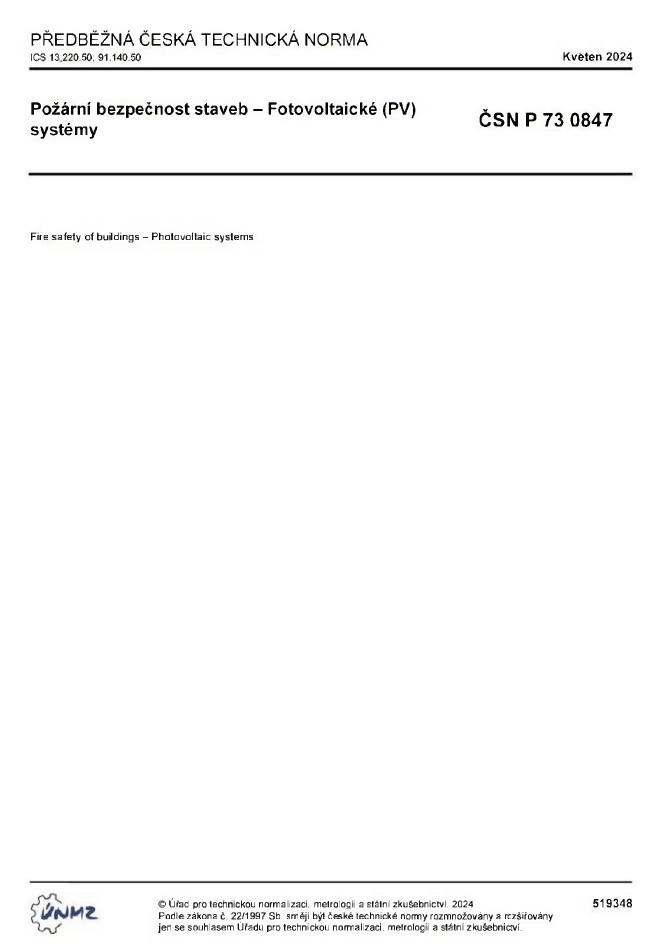 PŘEDBĚŽNÁ ČESKÁ TECHNICKÁ NORMA
ICS 13.220.50; 91.140.50
Květen 2024
Požární bezpečnost staveb – Fotovoltaické (PV)
systémy
ČSN P 73 0847
Fire safety of buildings – Photovoltaic systems
ÚNMZ
© Úřad pro technickou normalizaci, metrologii a státní zkušebnictví, 2024
Podle zákona č. 22/1997 Sb. smějí být české technické normy rozmnožovány a rozšiřovány
jen se souhlasem Úřadu pro technickou normalizaci, metrologii a státní zkušebnictví.
519348